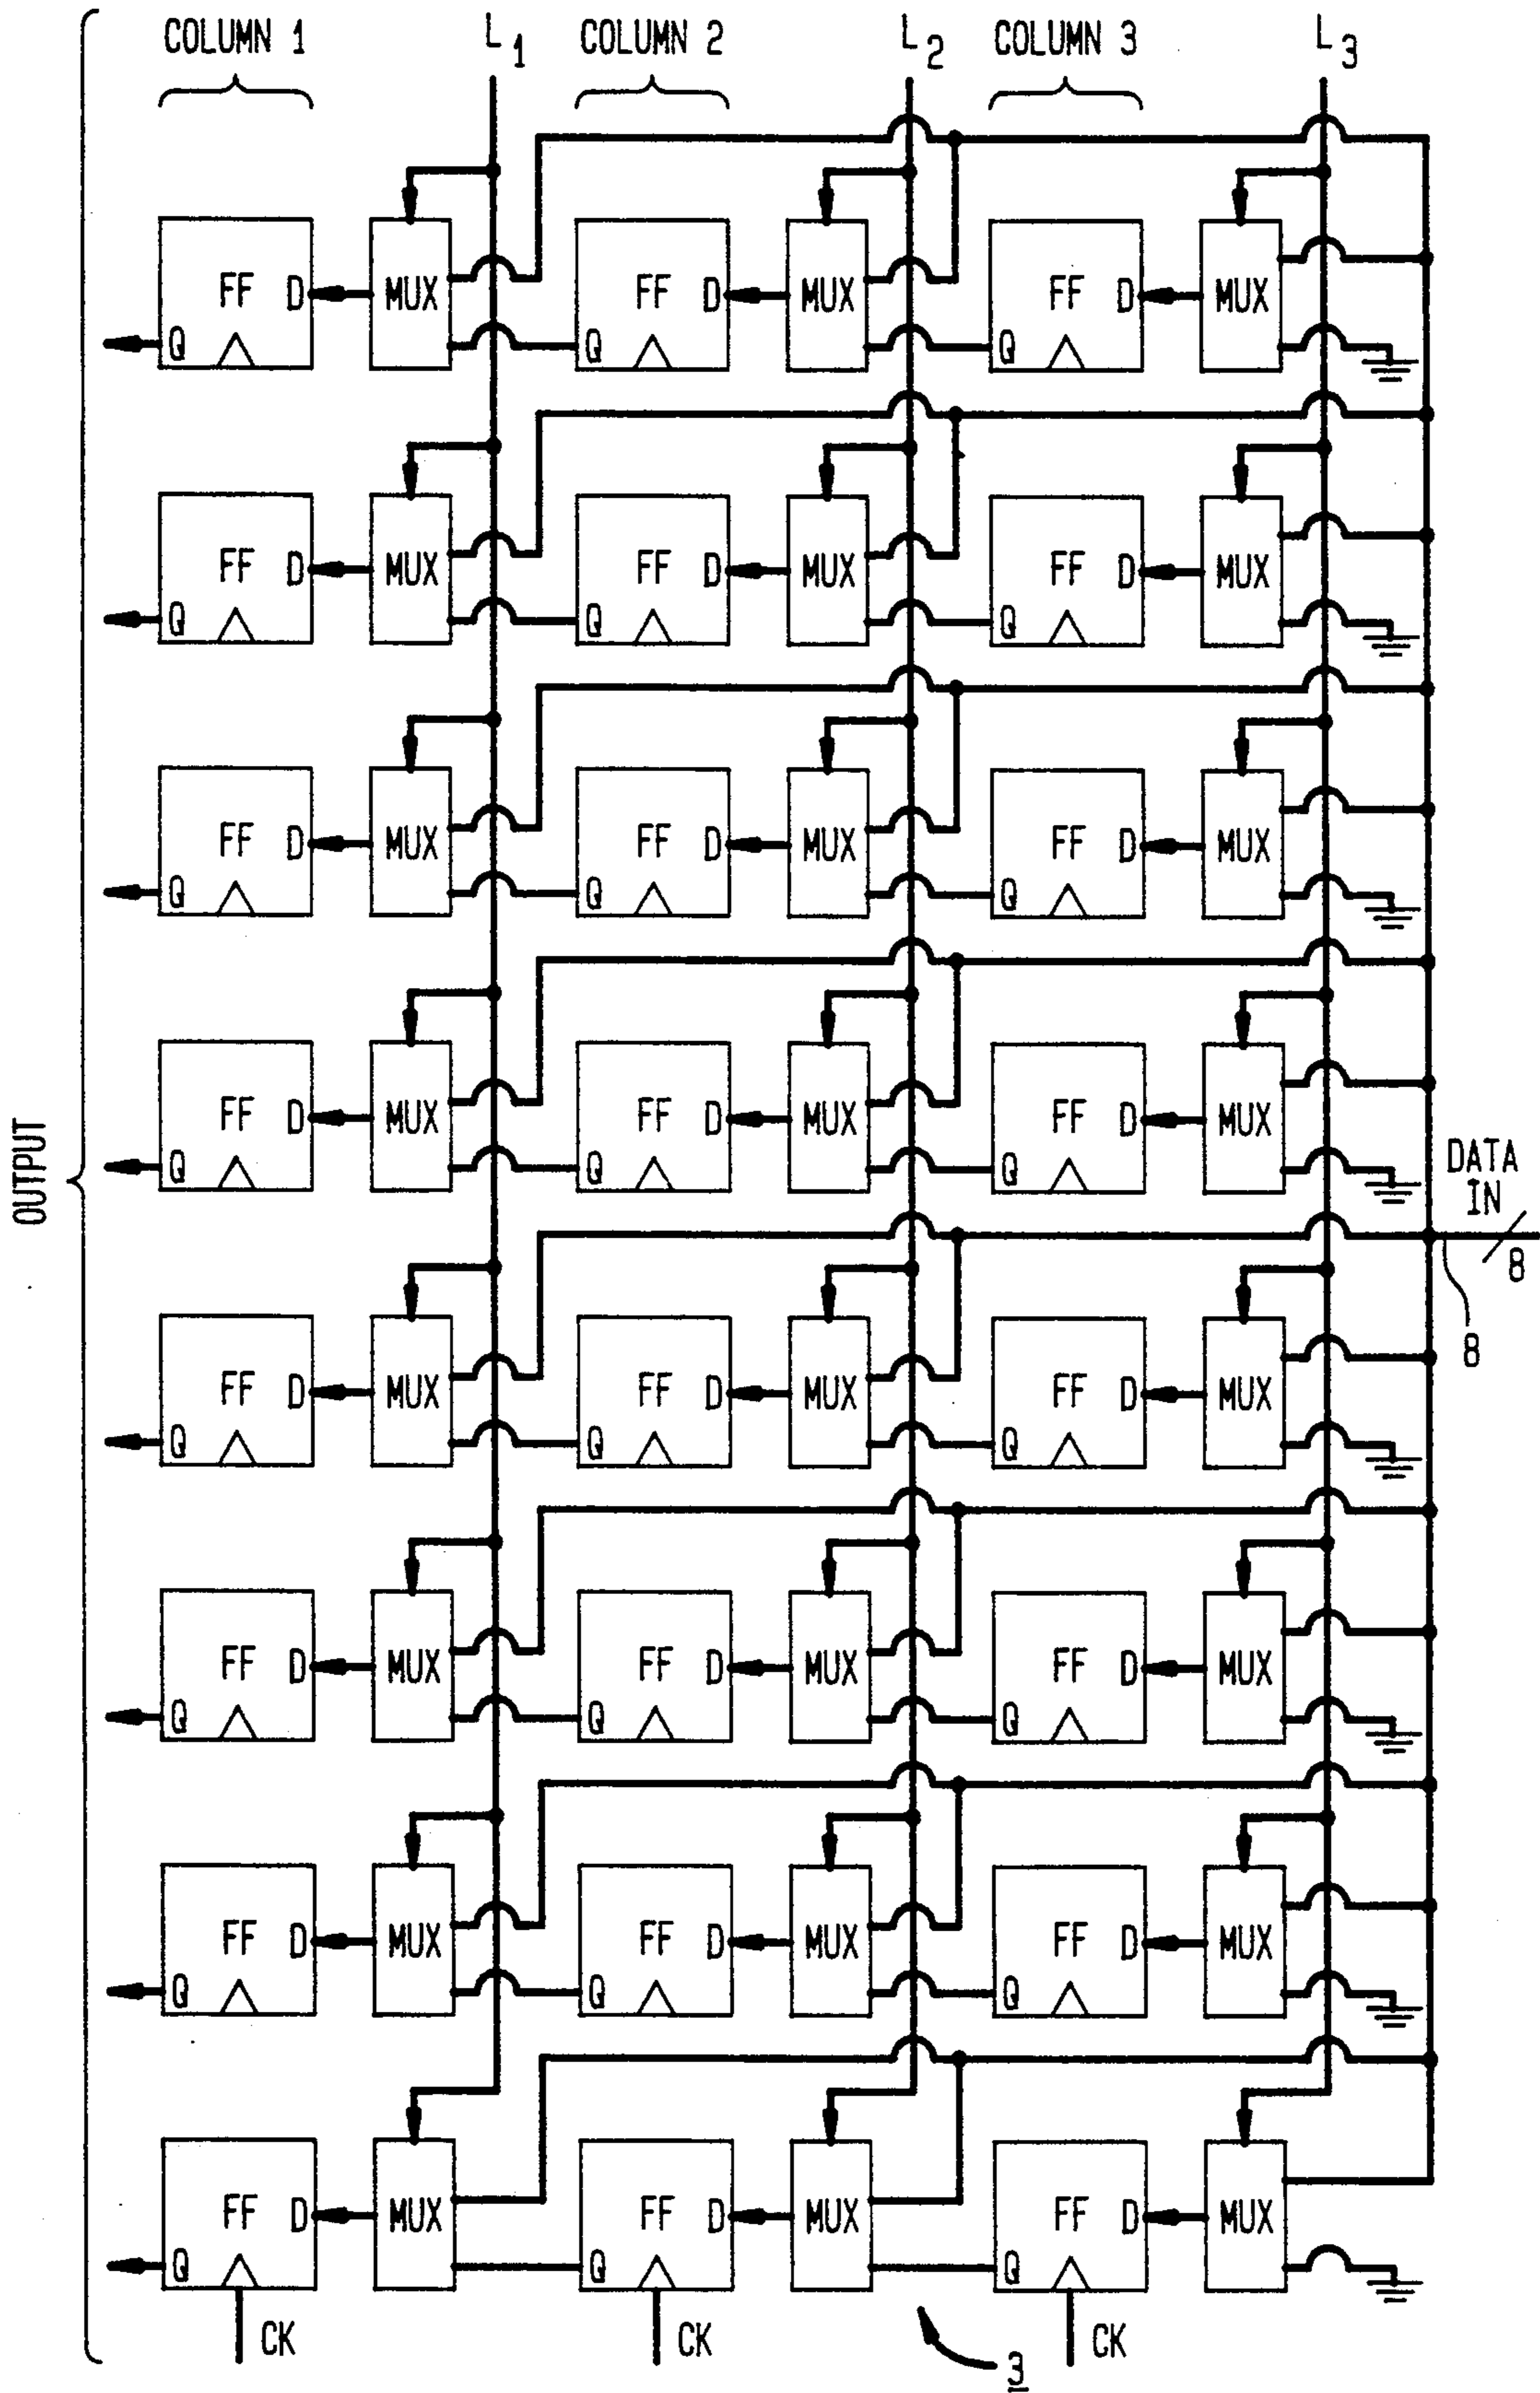 COLUMN 1 L1 COLUMN 2 L2 COLUMN 3 L3
FF D MUX FF D MUX FF D MUX
Q Q Q
FF D MUX FF D MUX FF D MUX
Q Q Q
FF D MUX FF D MUX FF D MUX
Q Q Q
FF D MUX FF D MUX FF D MUX
Q Q Q
OUTPUT
DATA
IN
8
8
FF D MUX FF D MUX FF D MUX
Q Q Q
FF D MUX FF D MUX FF D MUX
Q Q Q
FF D MUX FF D MUX FF D MUX
Q Q Q
FF D MUX FF D MUX FF D MUX
Q Q Q
CK CK CK
3